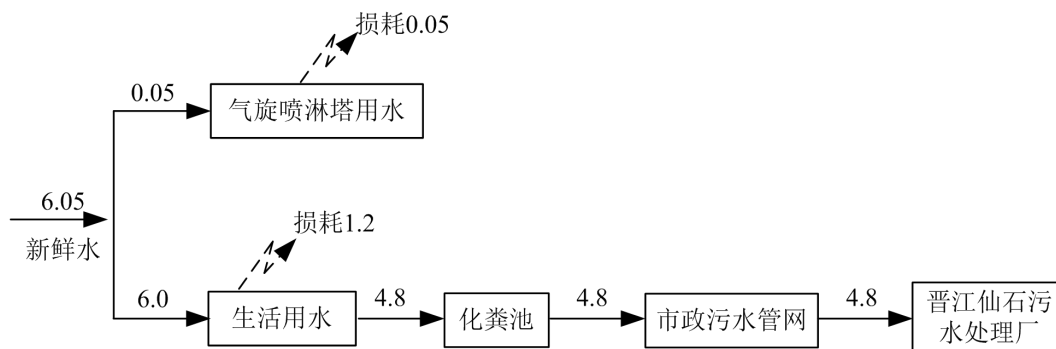 损耗0.05
0.05
气旋喷淋塔用水
6.05
新鲜水
损耗1.2
6.0
生活用水
4.8
化粪池
4.8
市政污水管网
4.8
晋江仙石污
水处理厂